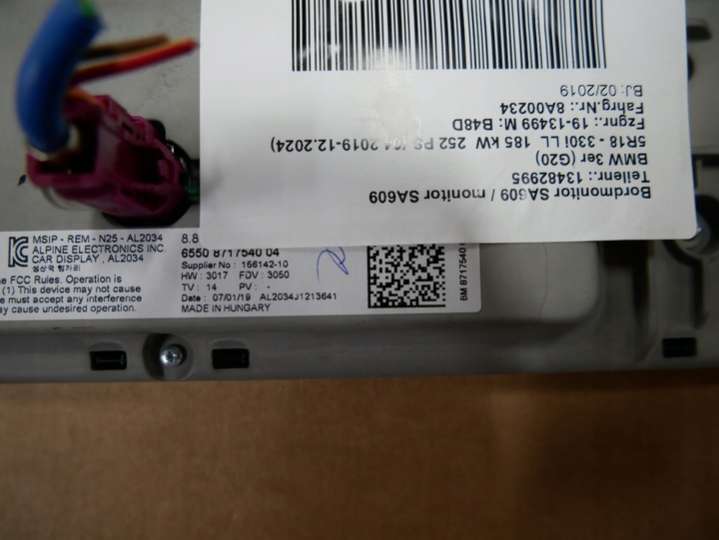 Bordmonitor SA609 / monitor SA609
Teilenr.: 13482995
BMW 3er (G20)
5R18 - 330i LL 185 kW 252 PS 2019-12.2024)
Fzgnr.: 19-13499 M: B48D
Fahrg.Nr.: 8A00234
BJ: 02/2019
MSIP - REM - N25 - AL2034
ALPINE ELECTRONICS INC
CAR DISPLAY , AL2034
FCC Rules. Operation is
(1) This device may not cause
must accept any interference
cause undesired operation.
8.8
6550 8717540 04
Supplier No : 156142-10
HW : 3017 FDV : 3050
TV : 14 PV : -
Date : 07/01/19 AL2034J1213641
MADE IN HUNGARY
BM 8717540